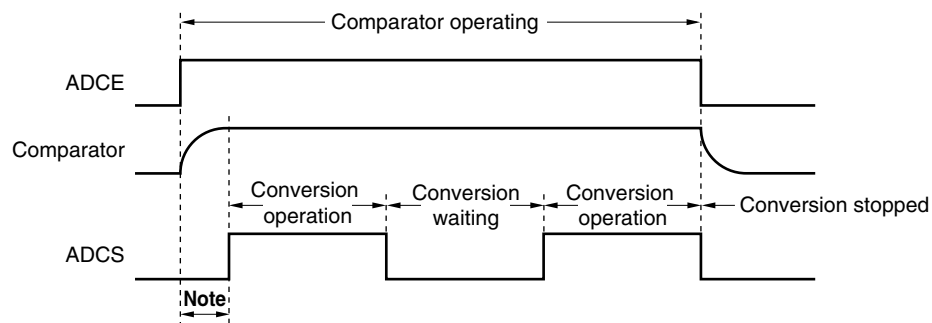 Comparator operating
ADCE
Comparator
Conversion
operation
Conversion
waiting
Conversion
operation
Conversion stopped
ADCS
Note